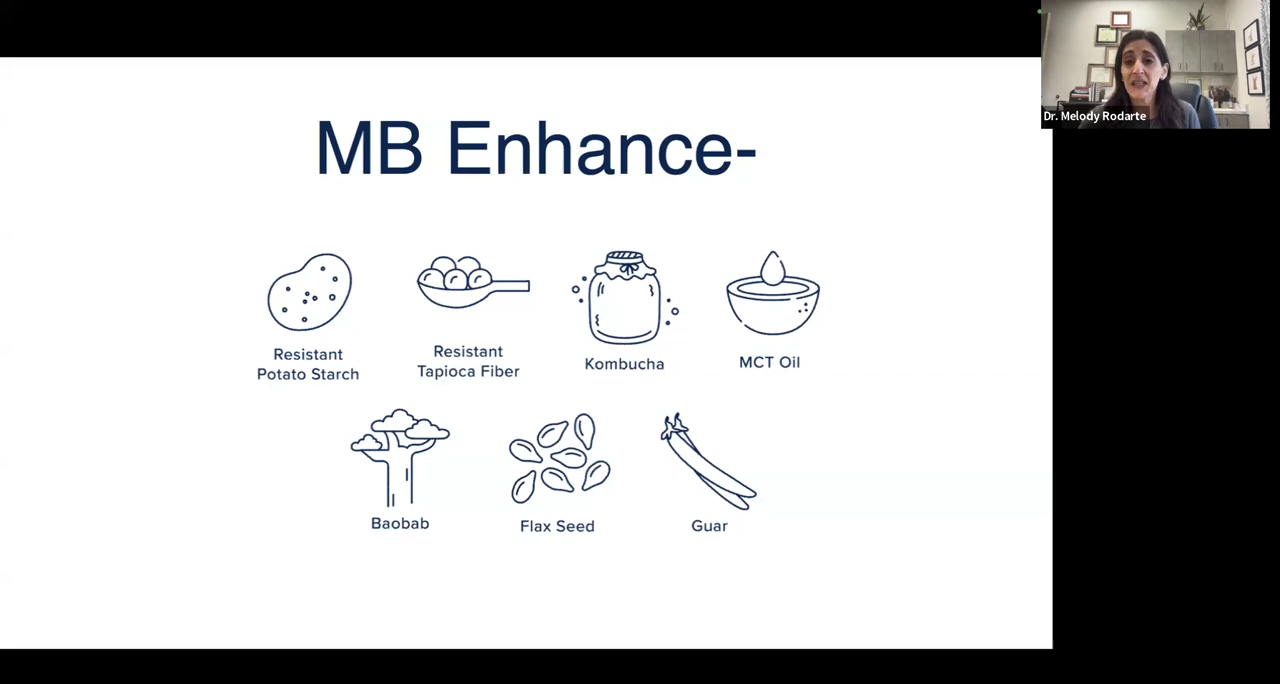 MB Enhance-
Dr. Melody Rodarte
Resistant
Potato Starch
Resistant
Tapioca Fiber
Kombucha
MCT Oil
Baobab
Flax Seed
Guar